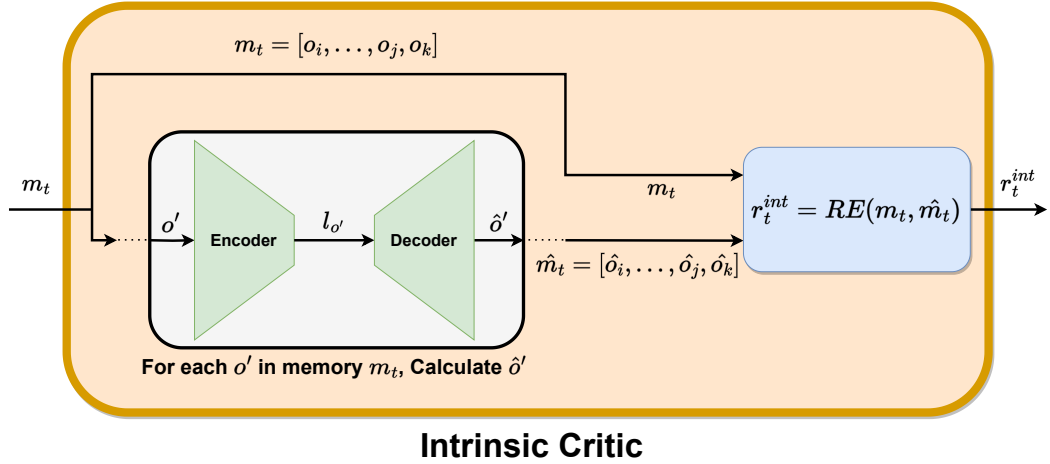 m_t = [o_i, . . . , o_j, o_k]
m_t
o′
Encoder
l_{o′}
Decoder
ô′
m_t
m̂_t = [ô_i, . . . , ô_j, ô_k]
r_t^{int} = RE(m_t, m̂_t)
r_t^{int}
For each o′ in memory m_t, Calculate ô′
Intrinsic Critic